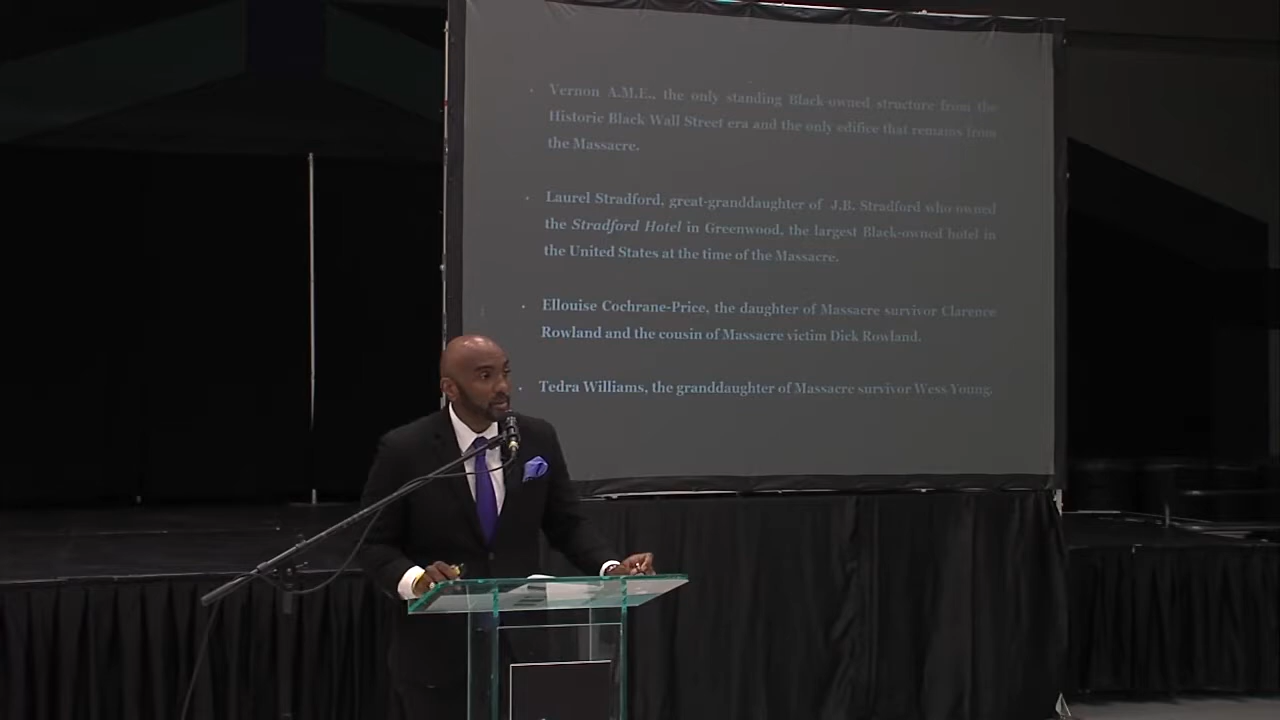 · Vernon A.M.E., the only standing Black-owned structure from the
Historic Black Wall Street era and the only edifice that remains from
the Massacre.
· Laurel Stradford, great-granddaughter of J.B. Stradford who owned
the Stradford Hotel in Greenwood, the largest Black-owned hotel in
the United States at the time of the Massacre.
· Ellouise Cochrane-Price, the daughter of Massacre survivor Clarence
Rowland and the cousin of Massacre victim Dick Rowland.
· Tedra Williams, the granddaughter of Massacre survivor Wess Young.